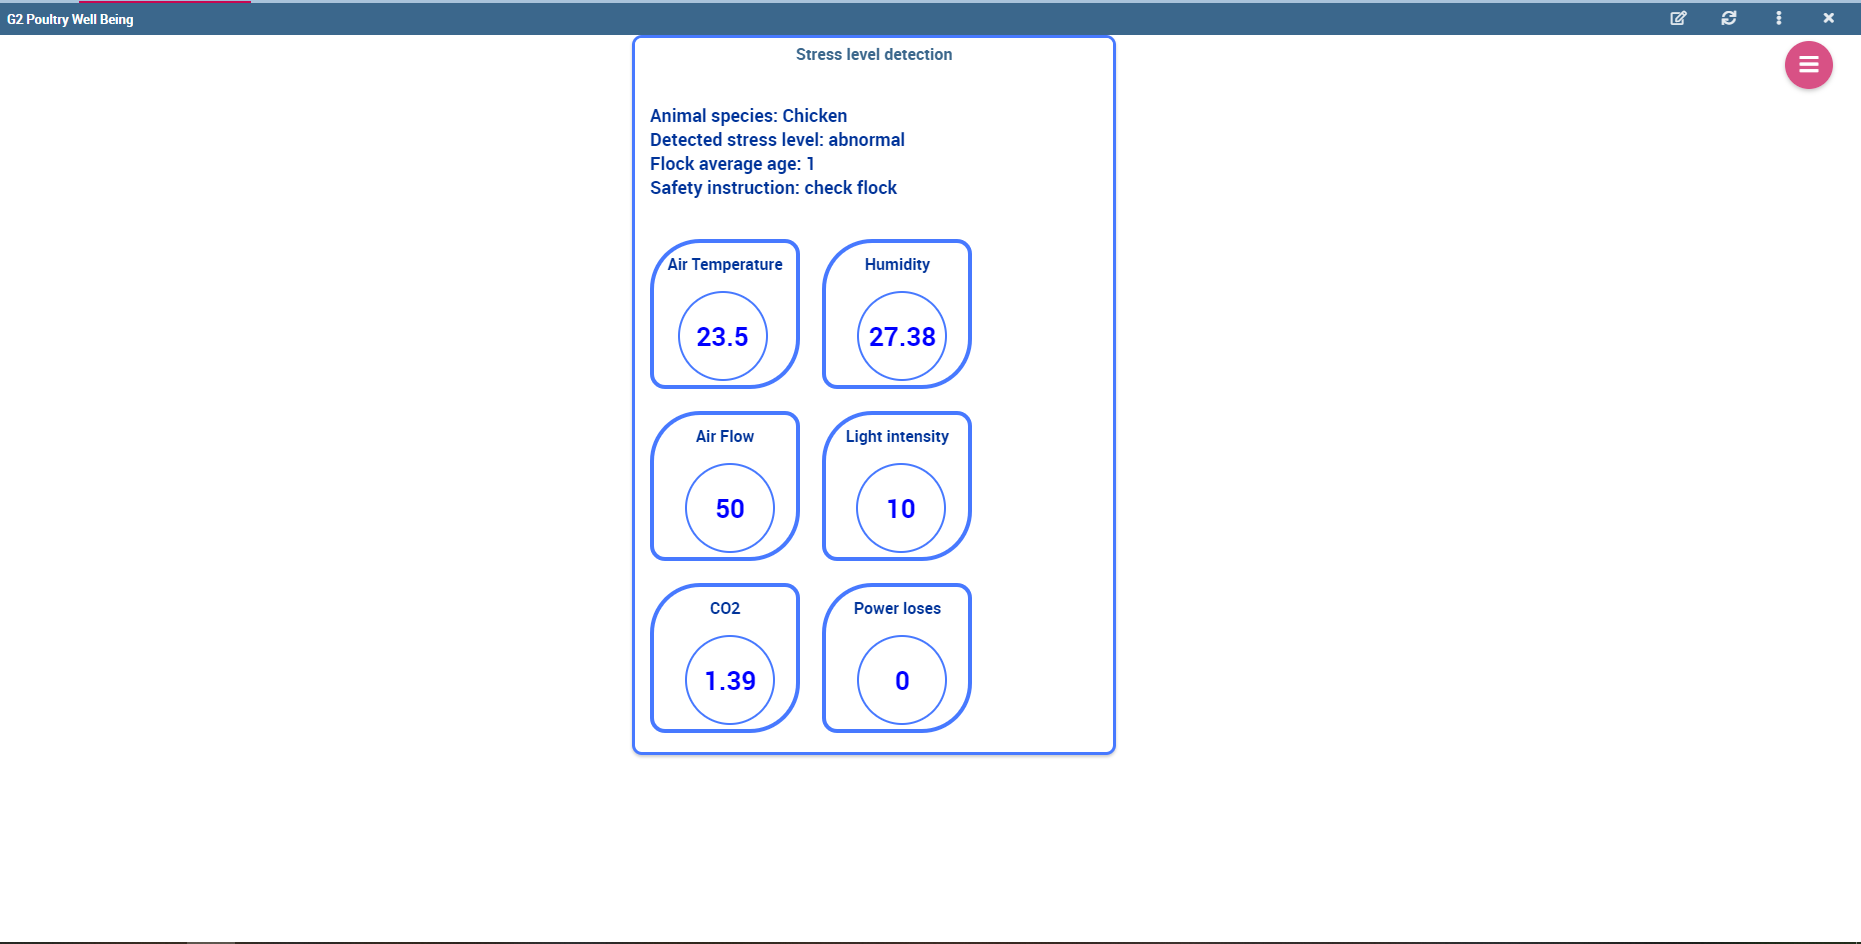 G2 Poultry Well Being
Stress level detection
Animal species: Chicken
Detected stress level: abnormal
Flock average age: 1
Safety instruction: check flock
Air Temperature
23.5
Humidity
27.38
Air Flow
50
Light intensity
10
CO2
1.39
Power loses
0